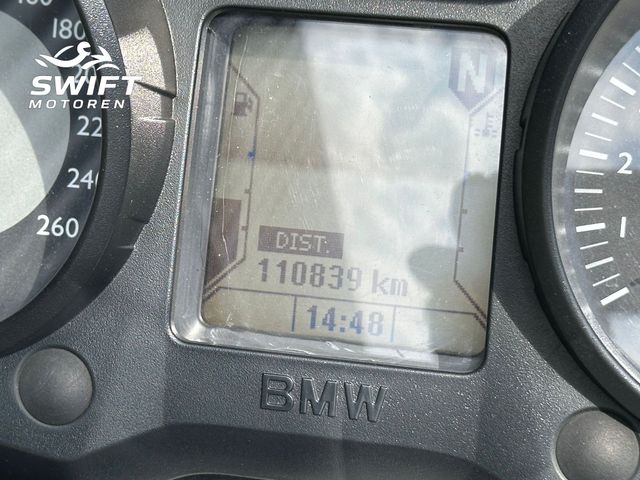 180
SWIFT
MOTOREN
22
240
260
N
DIST.
110839 km
14:48
BMW
2
1